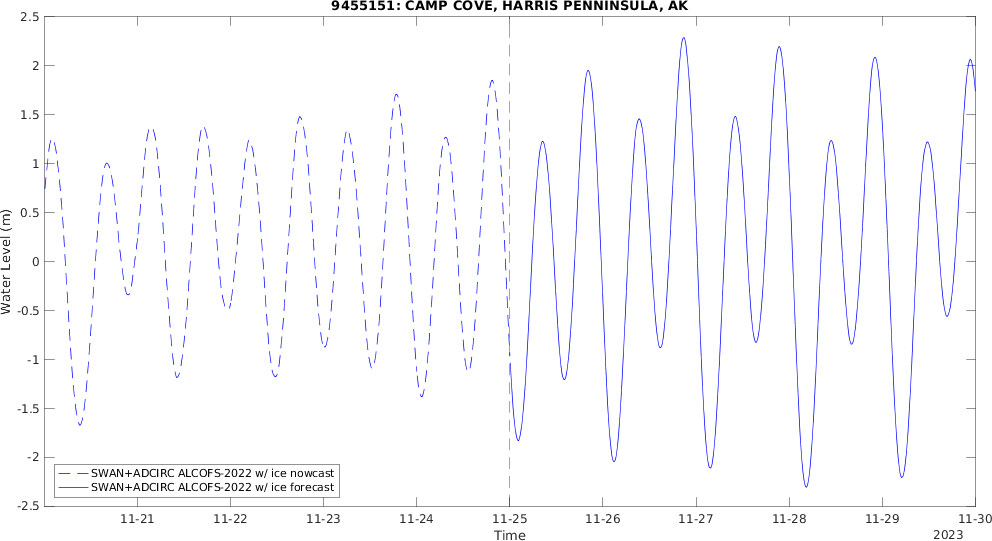 9455151: CAMP COVE, HARRIS PENNINSULA, AK
2.5
2
1.5
1
0.5
0
-0.5
-1
-1.5
-2
-2.5
Water Level (m)
SWAN+ADCIRC ALCOFS-2022 w/ ice nowcast
SWAN+ADCIRC ALCOFS-2022 w/ ice forecast
11-21 11-22 11-23 11-24 11-25 11-26 11-27 11-28 11-29 11-30
Time
2023